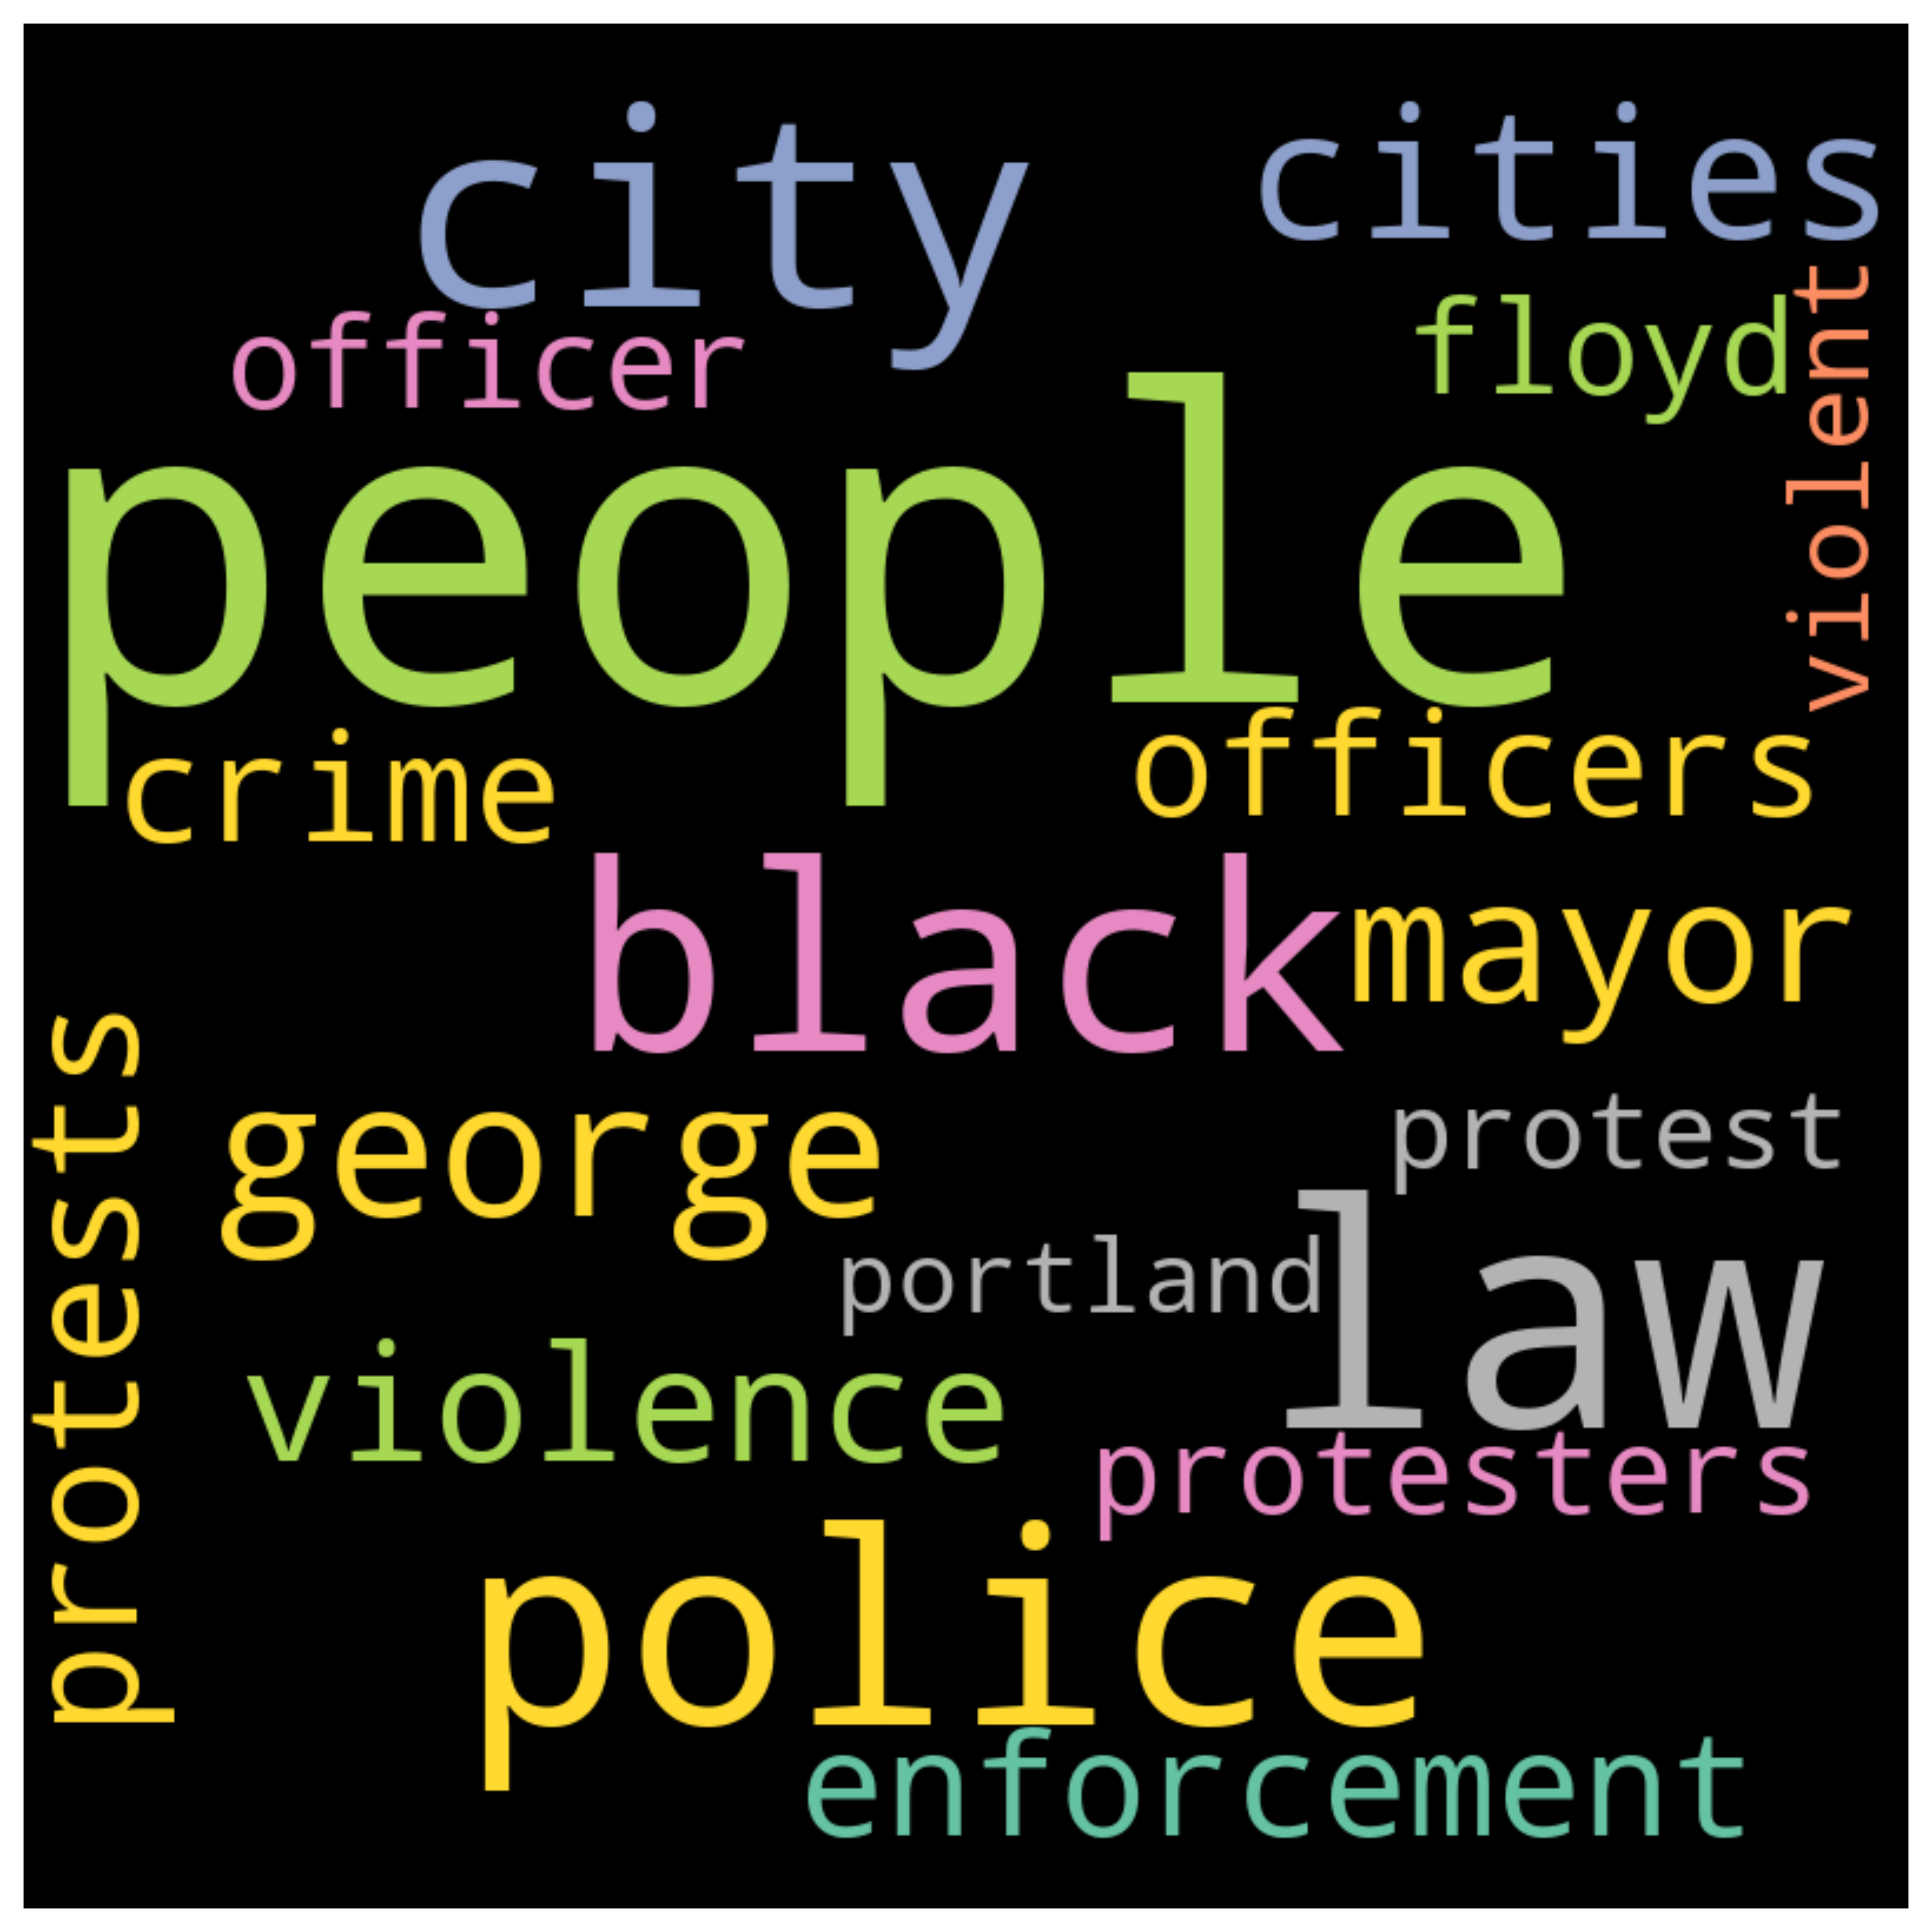 city
cities
officer
floyd
violent
people
crime
officers
black
mayor
protests
george
protest
portland
law
violence
protesters
police
enforcement